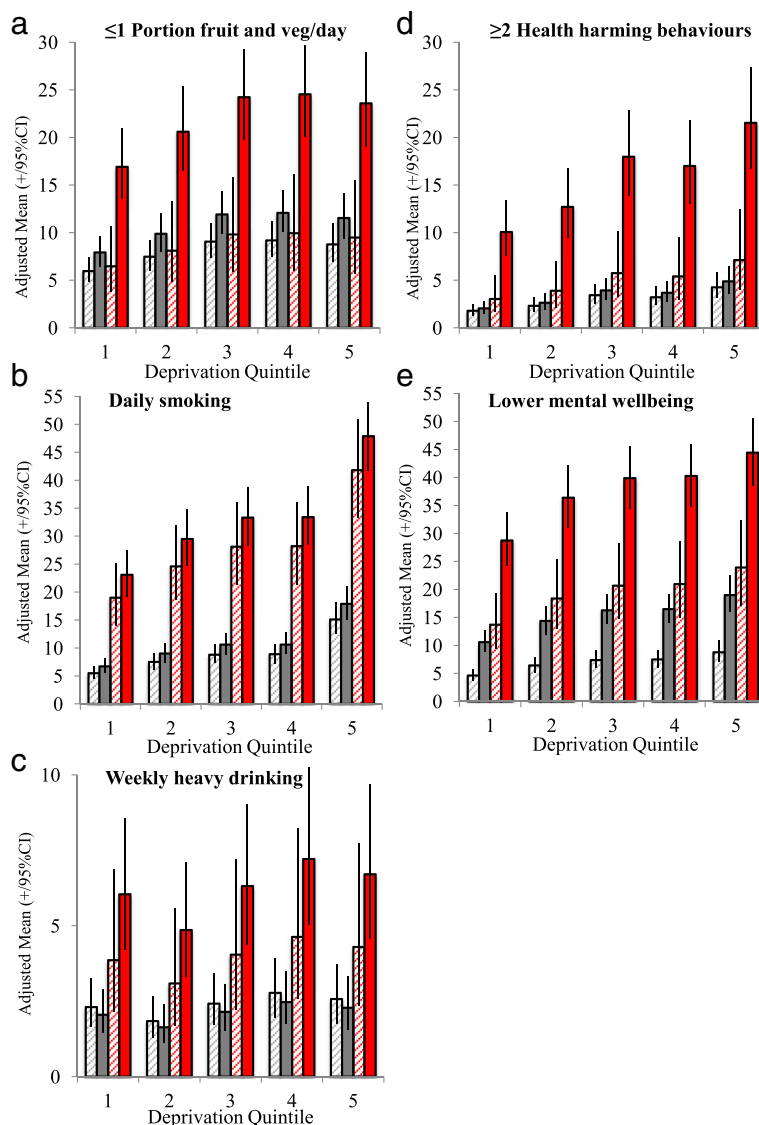 a
≤1 Portion fruit and veg/day
30
25
20
15
10
5
0
Adjusted Mean (+/95%CI)
1 2 3 4 5
Deprivation Quintile
b
Daily smoking
55
50
45
40
35
30
25
20
15
10
5
0
Adjusted Mean (+/95%CI)
1 2 3 4 5
Deprivation Quintile
c
Weekly heavy drinking
10
5
0
Adjusted Mean (+/95%CI)
1 2 3 4 5
Deprivation Quintile
d
≥2 Health harming behaviours
30
25
20
15
10
5
0
Adjusted Mean (+/95%CI)
1 2 3 4 5
Deprivation Quintile
e
Lower mental wellbeing
55
50
45
40
35
30
25
20
15
10
5
0
Adjusted Mean (+/95%CI)
1 2 3 4 5
Deprivation Quintile